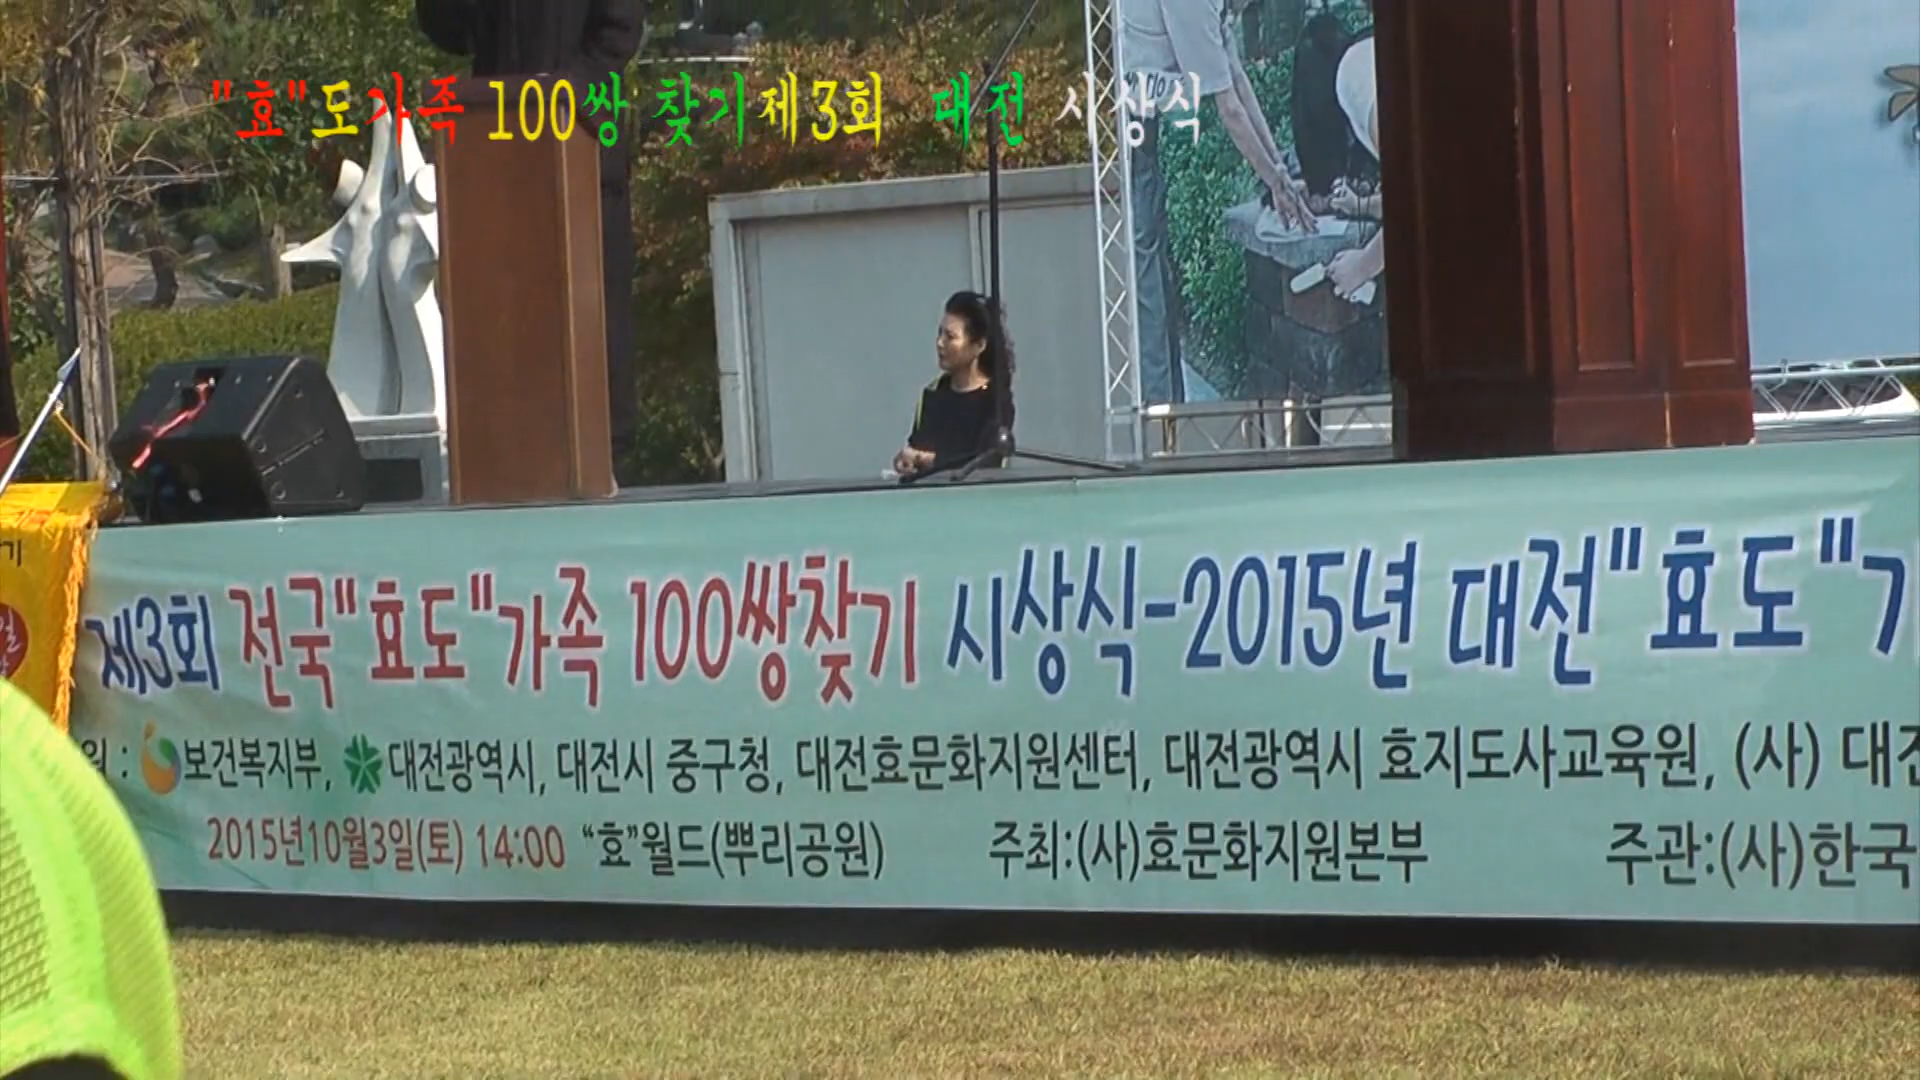 "효"도가족 100쌍 찾기제3회 대전 시상식
제3회 전국"효도"가족 100쌍찾기 시상식-2015년 대전"효도"가
원 : 보건복지부, 대전광역시, 대전시 중구청, 대전효문화지원센터, 대전광역시 효지도사교육원, (사) 대전
2015년10월3일(토) 14:00 "효"월드(뿌리공원) 주최:(사)효문화지원본부 주관:(사)한국